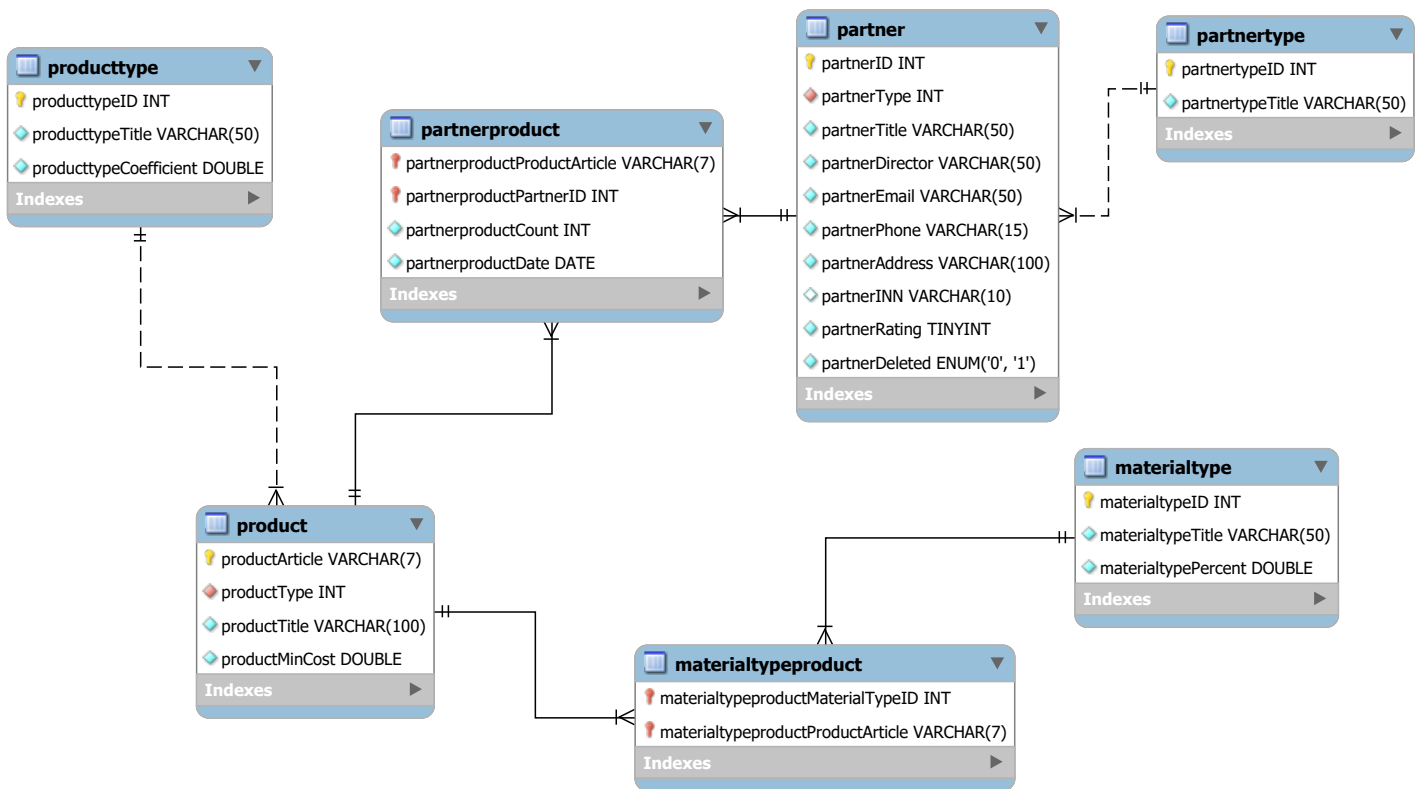 producttype
producttypeID INT
producttypeTitle VARCHAR(50)
producttypeCoefficient DOUBLE
Indexes
partnerproduct
partnerproductProductArticle VARCHAR(7)
partnerproductPartnerID INT
partnerproductCount INT
partnerproductDate DATE
Indexes
partner
partnerID INT
partnerType INT
partnerTitle VARCHAR(50)
partnerDirector VARCHAR(50)
partnerEmail VARCHAR(50)
partnerPhone VARCHAR(15)
partnerAddress VARCHAR(100)
partnerINN VARCHAR(10)
partnerRating TINYINT
partnerDeleted ENUM('0', '1')
Indexes
partnertype
partnertypeID INT
partnertypeTitle VARCHAR(50)
Indexes
product
productArticle VARCHAR(7)
productType INT
productTitle VARCHAR(100)
productMinCost DOUBLE
Indexes
materialtype
materialtypeID INT
materialtypeTitle VARCHAR(50)
materialtypePercent DOUBLE
Indexes
materialtypeproduct
materialtypeproductMaterialTypeID INT
materialtypeproductProductArticle VARCHAR(7)
Indexes